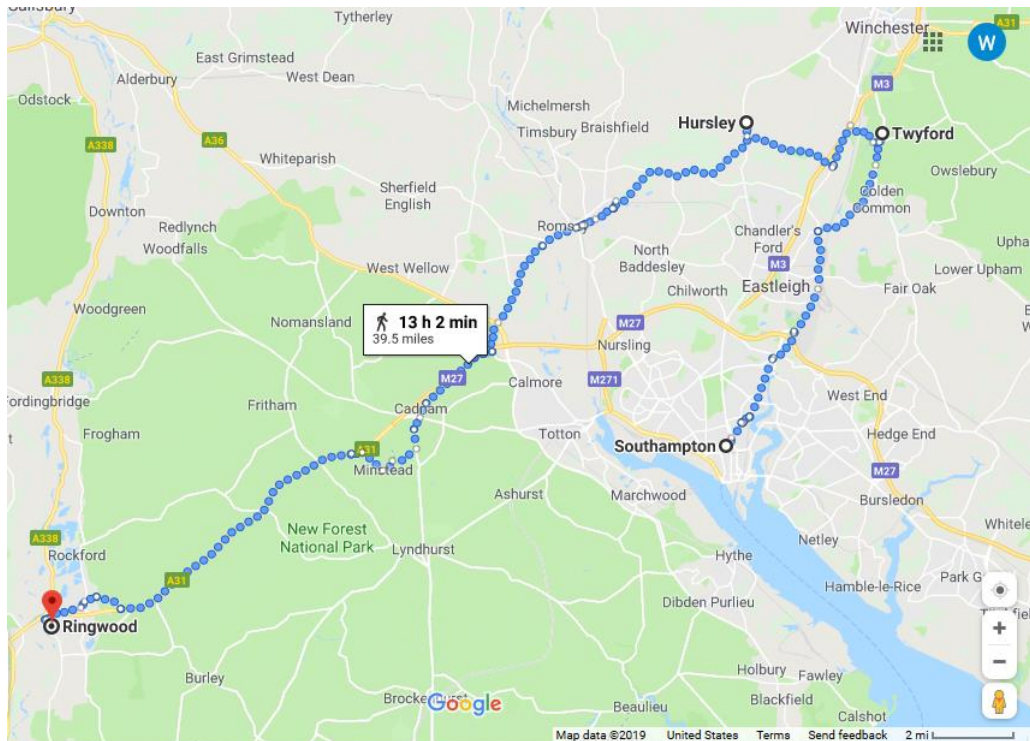 Salisbury
Tytherley
Winchester
A31
W
East Grimstead
Alderbury
West Dean
M3
Odstock
Michelmersh
Hursley
Twyford
A338
Timsbury
Braishfield
A36
Whiteparish
Owslebury
Sherfield
English
Colden
Common
Downton
Redlynch
Romsey
Chandler's
Ford
Woodfalls
North
Baddesley
West Wellow
M3
Lower Upham
Chilworth
Eastleigh
Fair Oak
Woodgreen
Nomansland
13 h 2 min
39.5 miles
M27
Nursling
A338
M27
Calmore
M271
West End
Fordingbridge
Fritham
Cadnam
Frogham
Totton
Hedge End
A31
Southampton
Minstead
M27
Ashurst
Marchwood
Bursledon
New Forest
National Park
Netley
A338
Rockford
Lyndhurst
Hythe
A31
Hamble-le-Rice
Park G
Dibden Purlieu
Ringwood
Burley
Holbury
Fawley
Brockenhurst
Google
Beaulieu
Blackfield
Calshot
Map data ©2019 United States Terms Send feedback 2 mi